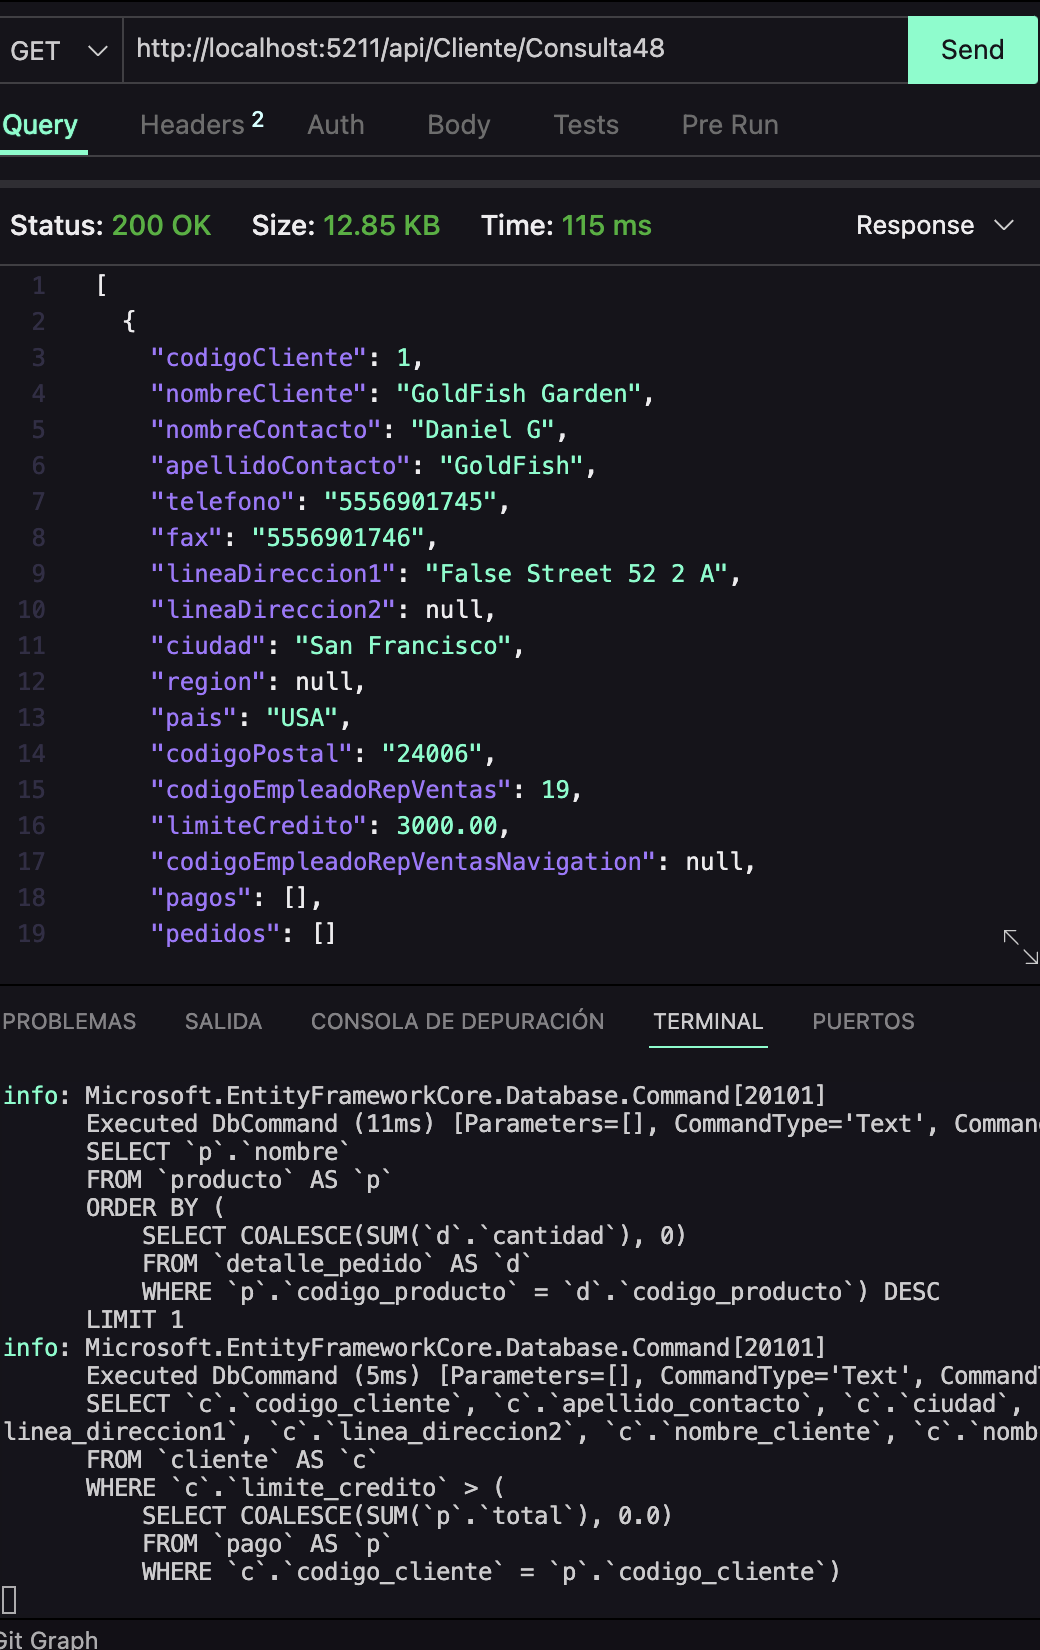 GET http://localhost:5211/api/Cliente/Consulta48 Send
Query Headers 2 Auth Body Tests Pre Run
Status: 200 OK Size: 12.85 KB Time: 115 ms Response
1 [
2 {
3 "codigoCliente": 1,
4 "nombreCliente": "GoldFish Garden",
5 "nombreContacto": "Daniel G",
6 "apellidoContacto": "GoldFish",
7 "telefono": "5556901745",
8 "fax": "5556901746",
9 "lineaDireccion1": "False Street 52 2 A",
10 "lineaDireccion2": null,
11 "ciudad": "San Francisco",
12 "region": null,
13 "pais": "USA",
14 "codigoPostal": "24006",
15 "codigoEmpleadoRepVentas": 19,
16 "limiteCredito": 3000.00,
17 "codigoEmpleadoRepVentasNavigation": null,
18 "pagos": [],
19 "pedidos": []
PROBLEMAS SALIDA CONSOLA DE DEPURACIÓN TERMINAL PUERTOS
info: Microsoft.EntityFrameworkCore.Database.Command[20101]
Executed DbCommand (11ms) [Parameters=[], CommandType='Text', Comman
SELECT `p`.`nombre`
FROM `producto` AS `p`
ORDER BY (
SELECT COALESCE(SUM(`d`.`cantidad`), 0)
FROM `detalle_pedido` AS `d`
WHERE `p`.`codigo_producto` = `d`.`codigo_producto`) DESC
LIMIT 1
info: Microsoft.EntityFrameworkCore.Database.Command[20101]
Executed DbCommand (5ms) [Parameters=[], CommandType='Text', Command
SELECT `c`.`codigo_cliente`, `c`.`apellido_contacto`, `c`.`ciudad`,
linea_direccion1`, `c`.`linea_direccion2`, `c`.`nombre_cliente`, `c`.`nomb
FROM `cliente` AS `c`
WHERE `c`.`limite_credito` > (
SELECT COALESCE(SUM(`p`.`total`), 0.0)
FROM `pago` AS `p`
WHERE `c`.`codigo_cliente` = `p`.`codigo_cliente`)
Git Graph